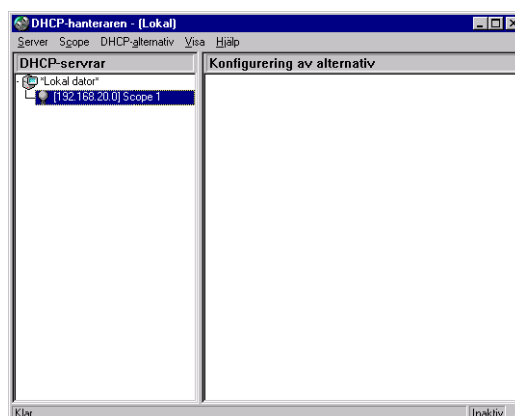 DHCP-hanteraren - (Lokal)
Server Scope DHCP-alternativ Visa Hjälp
DHCP-servrar
Konfigurering av alternativ
*Lokal dator*
[192.168.20.0] Scope 1
Klar
Inaktiv